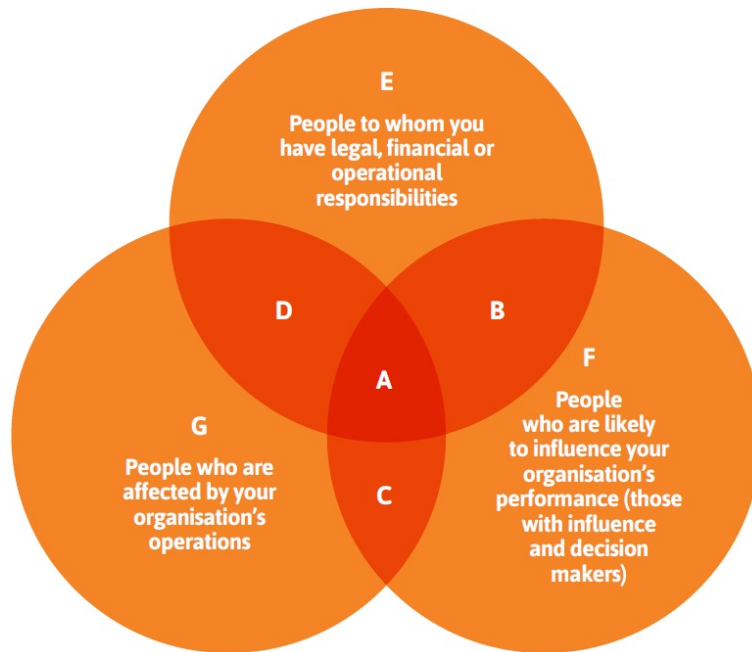 E
People to whom you
have legal, financial or
operational
responsibilities
D
B
A
F
People
who are likely
to influence your
organisation’s
performance (those
with influence
and decision
makers)
G
People who are
affected by your
organisation’s
operations
C